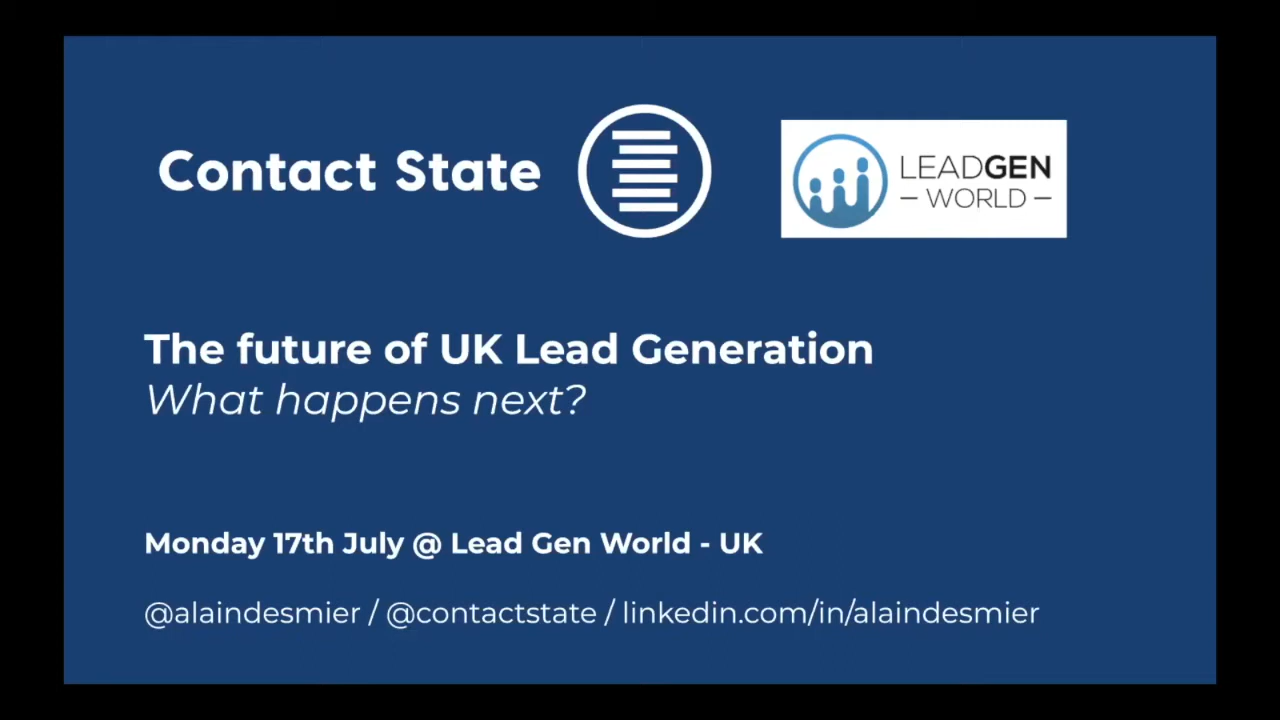 Contact State
LEADGEN
– WORLD –
The future of UK Lead Generation
What happens next?
Monday 17th July @ Lead Gen World - UK
@alaindesmier / @contactstate / linkedin.com/in/alaindesmier